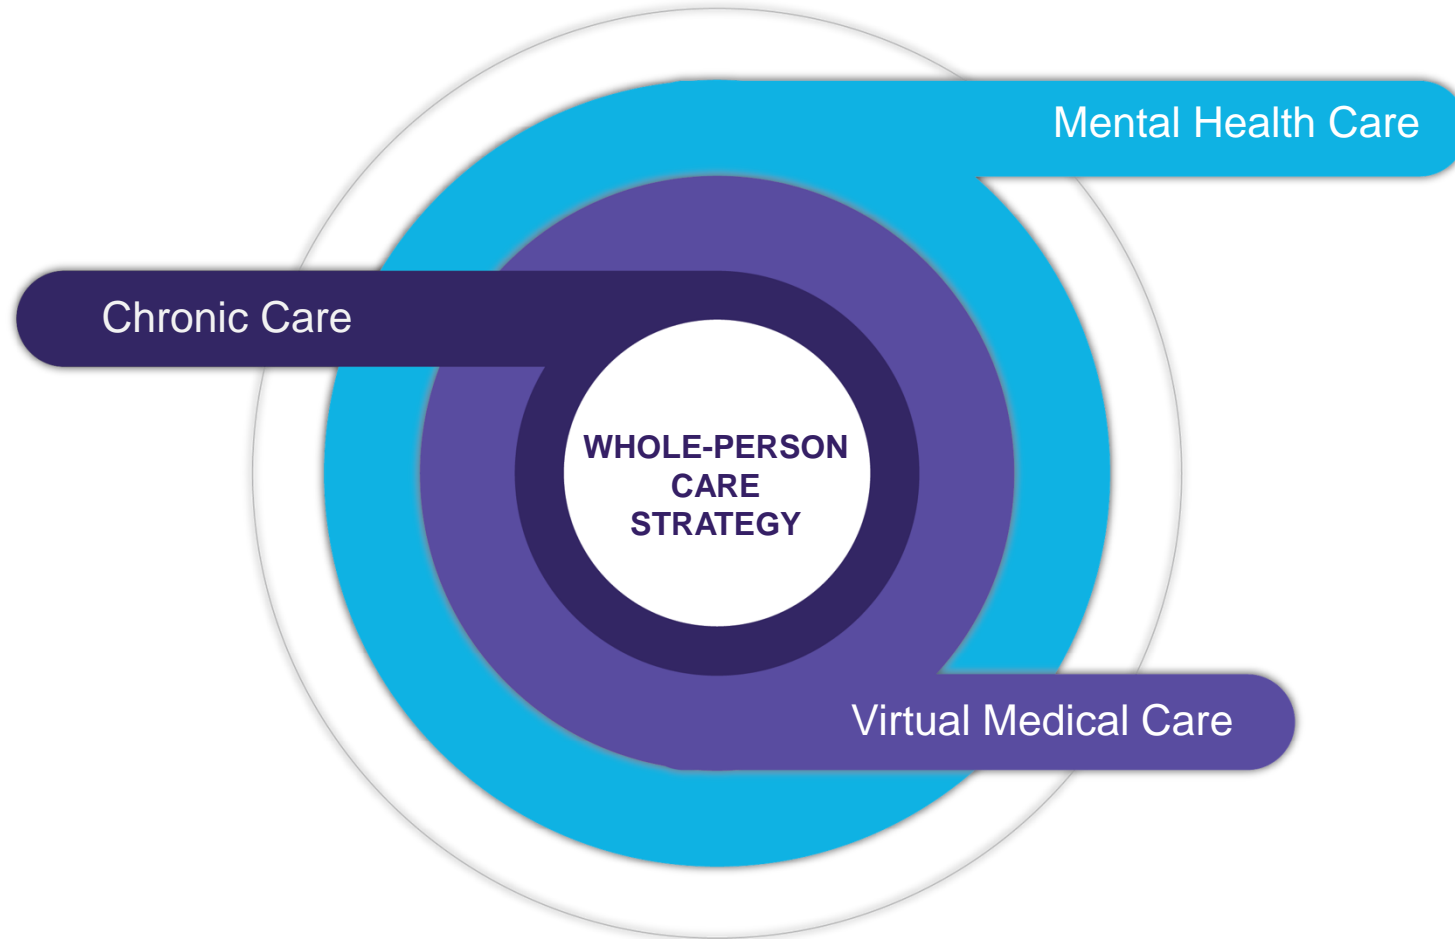 Mental Health Care
Chronic Care
WHOLE-PERSON
CARE
STRATEGY
Virtual Medical Care